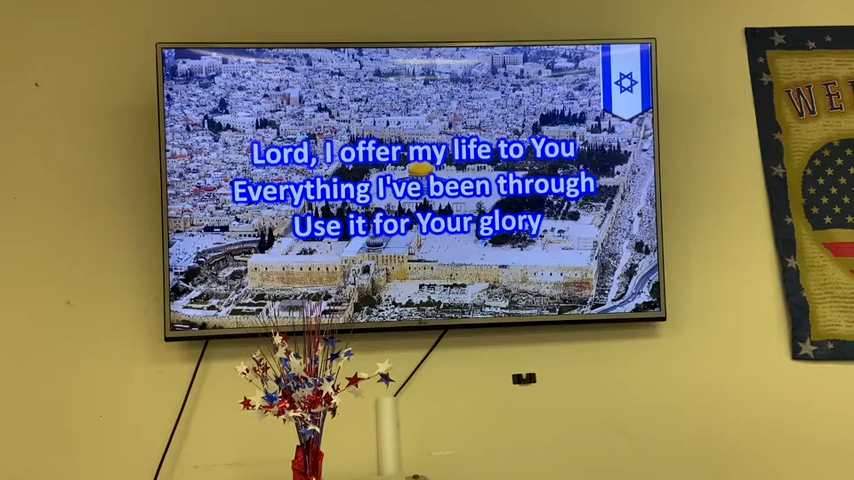 Lord, I offer my life to You
Everything I've been through
Use it for Your glory